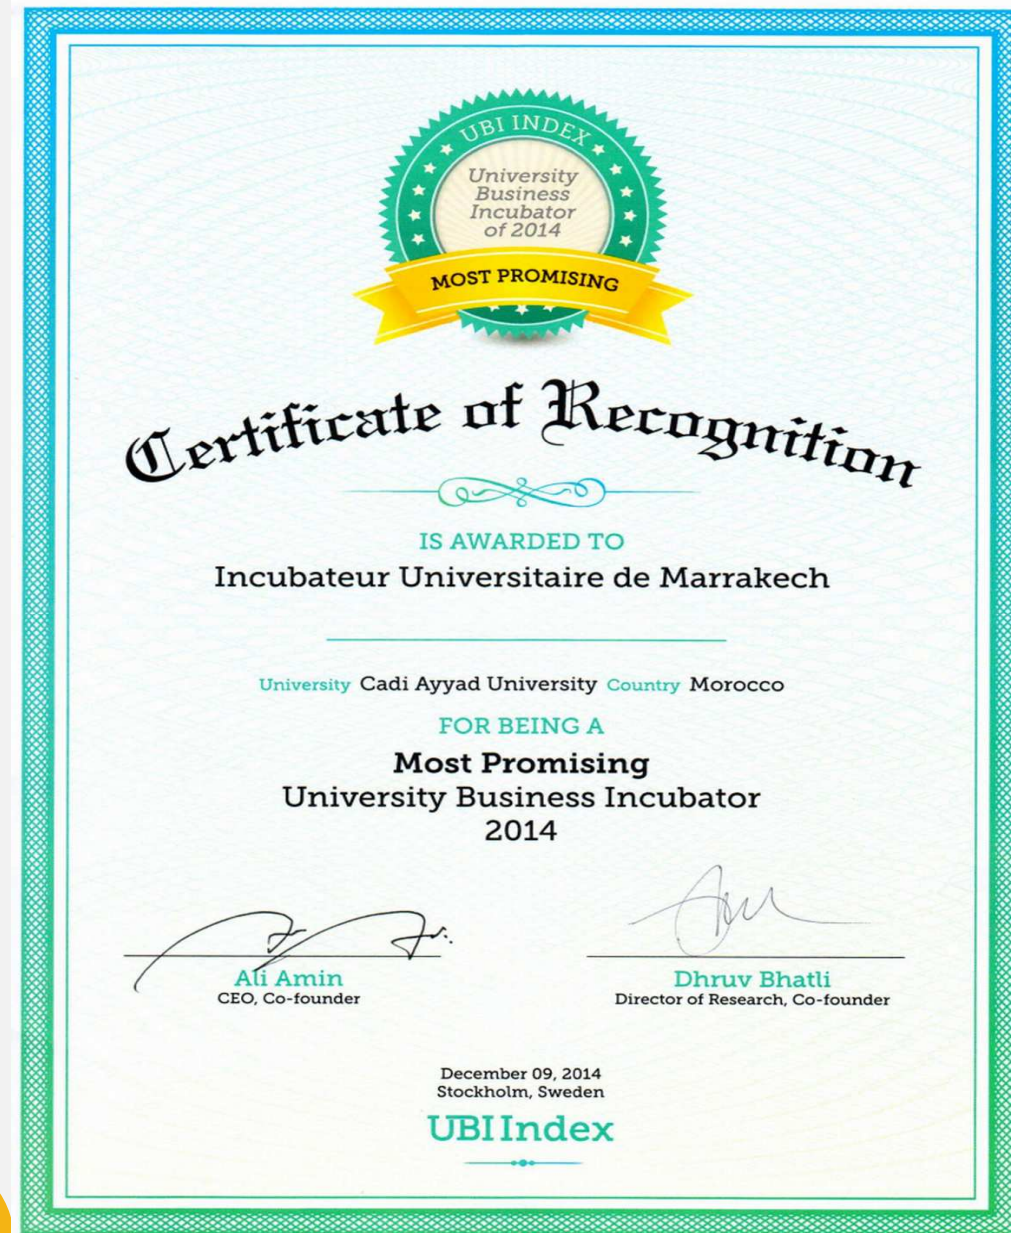 UBI INDEX
University
Business
Incubator
of 2014
MOST PROMISING
Certificate of Recognition
IS AWARDED TO
Incubateur Universitaire de Marrakech
University Cadi Ayyad University Country Morocco
FOR BEING A
Most Promising
University Business Incubator
2014
Ali Amin
CEO, Co-founder
Dhruv Bhatli
Director of Research, Co-founder
December 09, 2014
Stockholm, Sweden
UBI Index